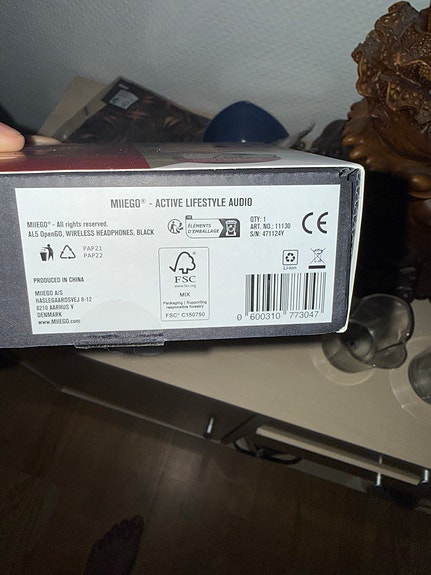 MIIEGO® - ACTIVE LIFESTYLE AUDIO
MIIEGO® - All rights reserved.
AL5 OpenGO, WIRELESS HEADPHONES, BLACK
FR
ÉLÉMENTS
D'EMBALLAGE
QTY: 1
ART. NO.: 11130
S/N: 471124Y
CE
PAP21
PAP22
FSC
www.fsc.org
MIX
Packaging | Supporting
responsible forestry
FSC® C150750
Li-ion
PRODUCED IN CHINA
MIIEGO A/S
HASLEGAARDSVEJ 8-12
8210 AARHUS V
DENMARK
www.MIIEGO.com
0 600310 773047